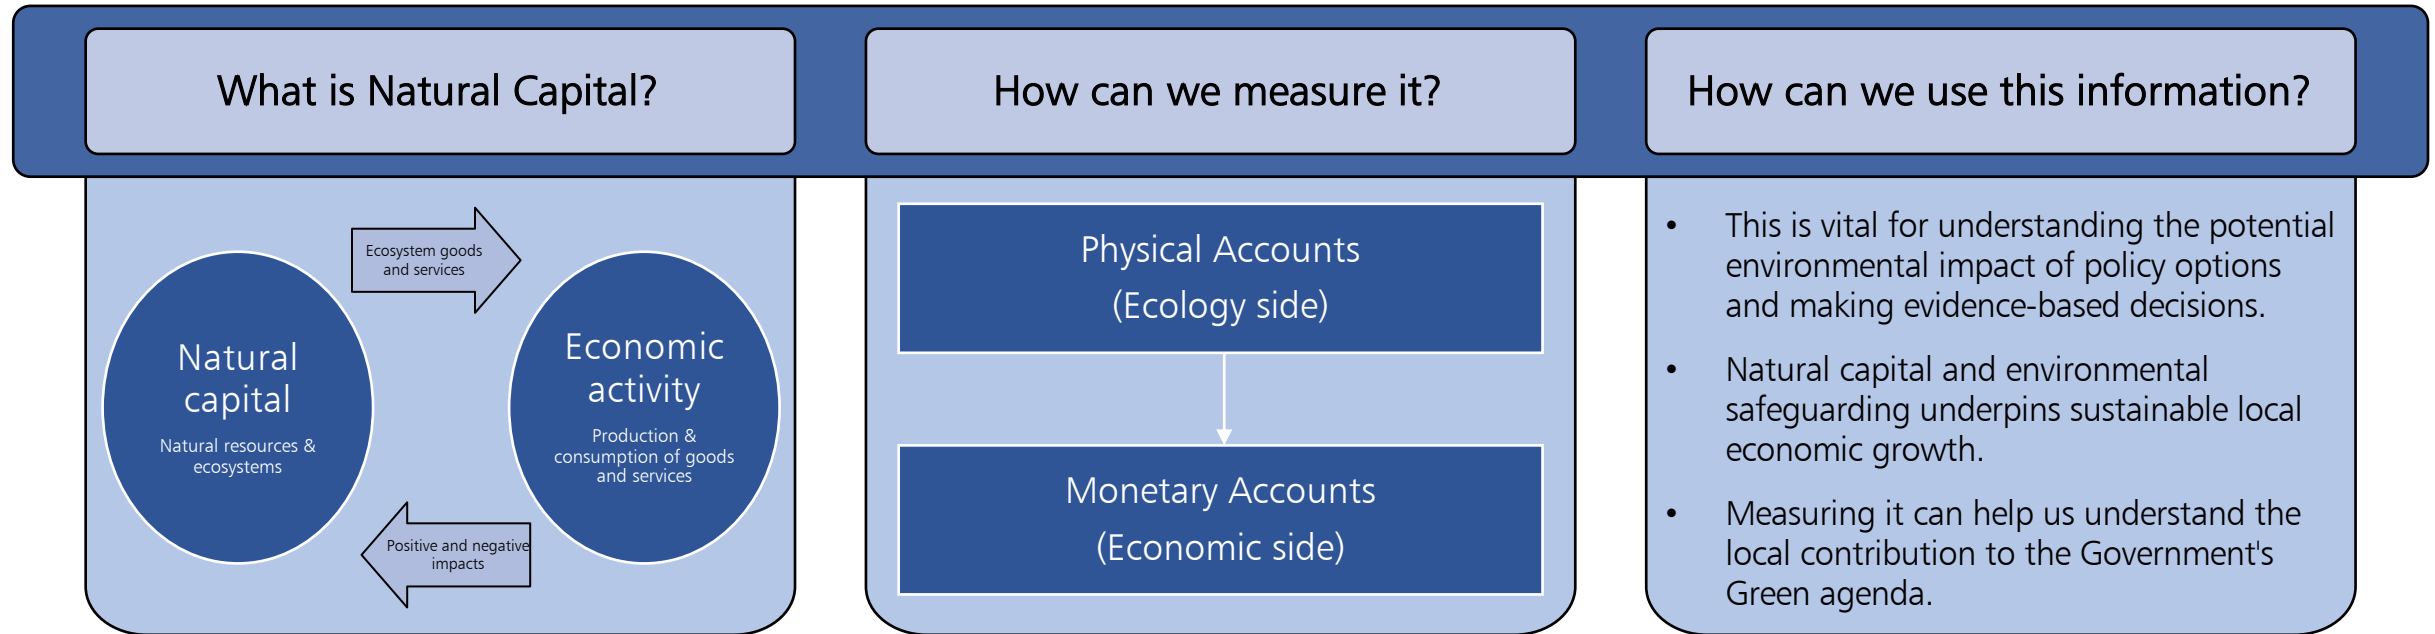 What is Natural Capital?
Ecosystem goods
and services
Natural
capital
Natural resources &
ecosystems
Economic
activity
Production &
consumption of goods
and services
Positive and negative
impacts
How can we measure it?
Physical Accounts
(Ecology side)
Monetary Accounts
(Economic side)
How can we use this information?
• This is vital for understanding the potential
environmental impact of policy options
and making evidence-based decisions.
• Natural capital and environmental
safeguarding underpins sustainable local
economic growth.
• Measuring it can help us understand the
local contribution to the Government's
Green agenda.